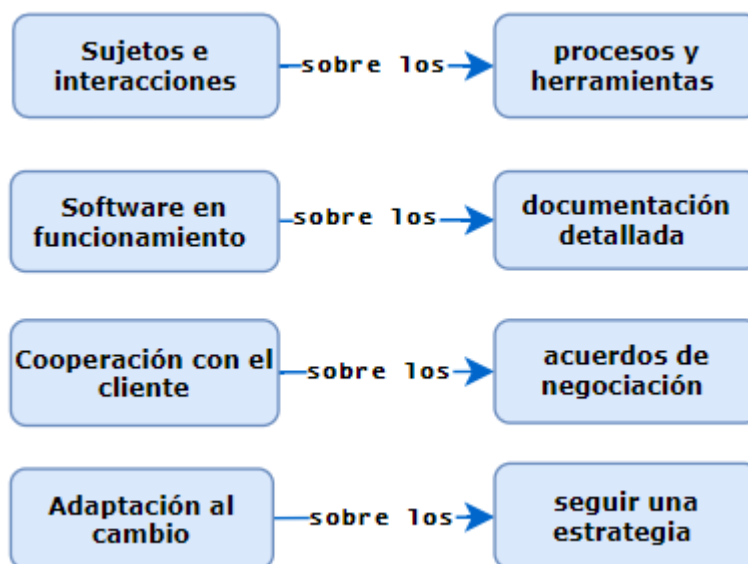 Sujetos e
interacciones
sobre los
procesos y
herramientas
Software en
funcionamiento
sobre los
documentación
detallada
Cooperación con el
cliente
sobre los
acuerdos de
negociación
Adaptación al
cambio
sobre los
seguir una
estrategia